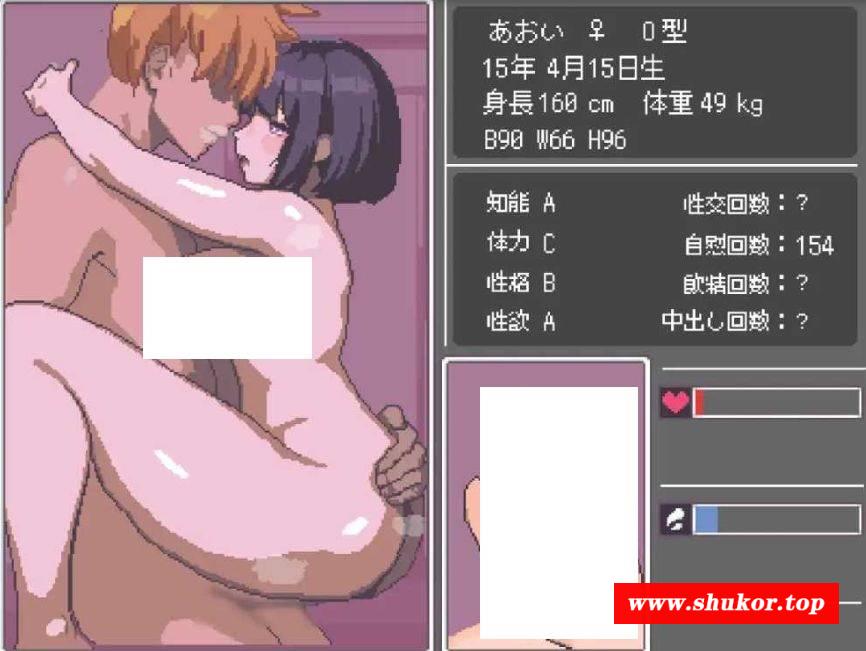 あおい ♀ O型
15年 4月15日生
身長160 cm 体重 49 kg
B90 W66 H96
知能 A 性交回数：?
体力 C 自慰回数：154
性格 B 飲精回数：?
性欲 A 中出し回数：?
www.shukor.top